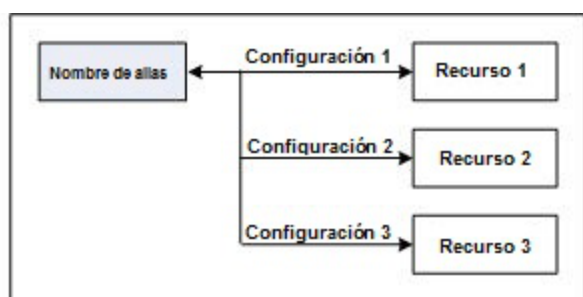 Nombre de alias
Configuración 1
Recurso 1
Configuración 2
Recurso 2
Configuración 3
Recurso 3